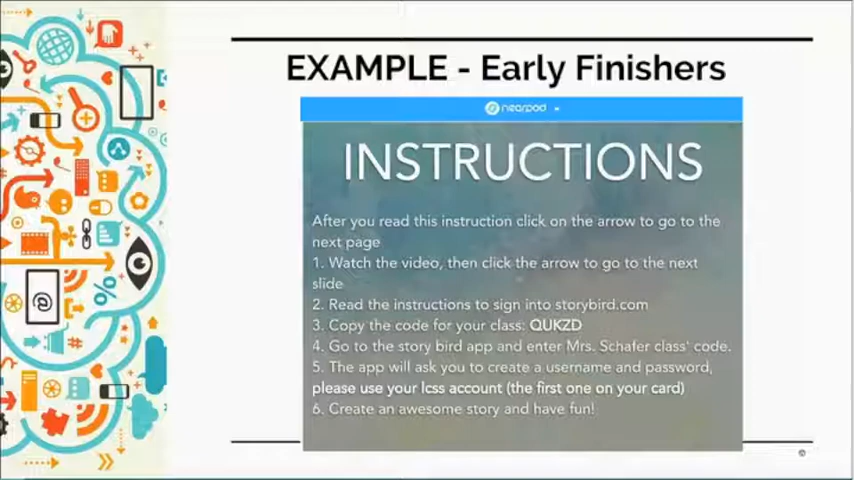 EXAMPLE - Early Finishers
nearpod
INSTRUCTIONS
After you read this instruction click on the arrow to go to the
next page
1. Watch the video, then click the arrow to go to the next
slide
2. Read the instructions to sign into storybird.com
3. Copy the code for your class: QUKZD
4. Go to the story bird app and enter Mrs. Schafer class' code.
5. The app will ask you to create a username and password,
please use your lcss account (the first one on your card)
6. Create an awesome story and have fun!